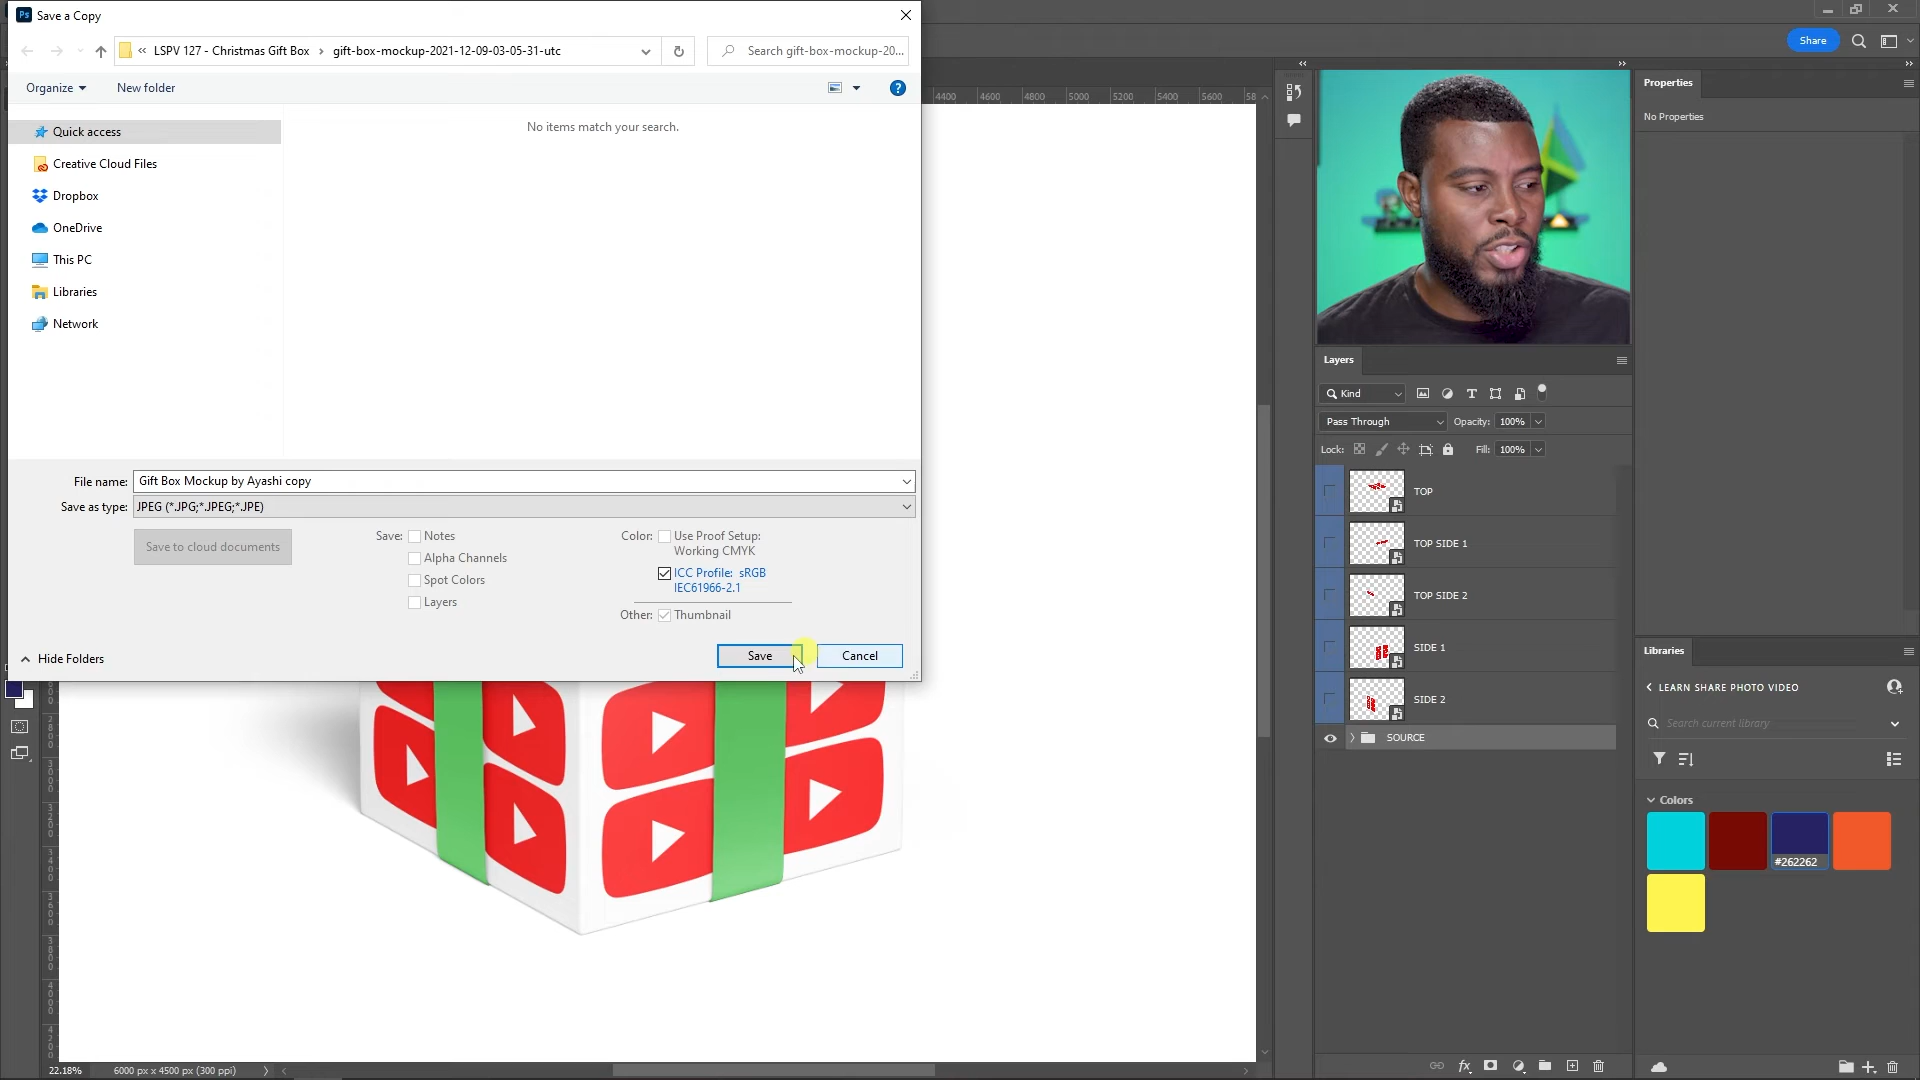 Save a Copy
LSPV 127 - Christmas Gift Box
gift-box-mockup-2021-12-09-03-05-31-utc
Search gift-box-mockup-20...
Organize
New folder
Quick access
Creative Cloud Files
Dropbox
OneDrive
This PC
Libraries
Network
No items match your search.
File name:
Gift Box Mockup by Ayashi copy
Save as type:
JPEG (*.JPG;*.JPEG;*.JPE)
Save to cloud documents
Save:
Notes
Alpha Channels
Spot Colors
Layers
Color:
Use Proof Setup:
Working CMYK
ICC Profile: sRGB
IEC61966-2.1
Other:
Thumbnail
Hide Folders
Save
Cancel
4400 4600 4800 5000 5200 5400 5600
Share
Properties
No Properties
Layers
Kind
Pass Through
Opacity: 100%
Lock:
Fill: 100%
TOP
TOP SIDE 1
TOP SIDE 2
SIDE 1
SIDE 2
SOURCE
Libraries
LEARN SHARE PHOTO VIDEO
Search current library
Colors
#262262
22.18%
6000 px x 4500 px (300 ppi)